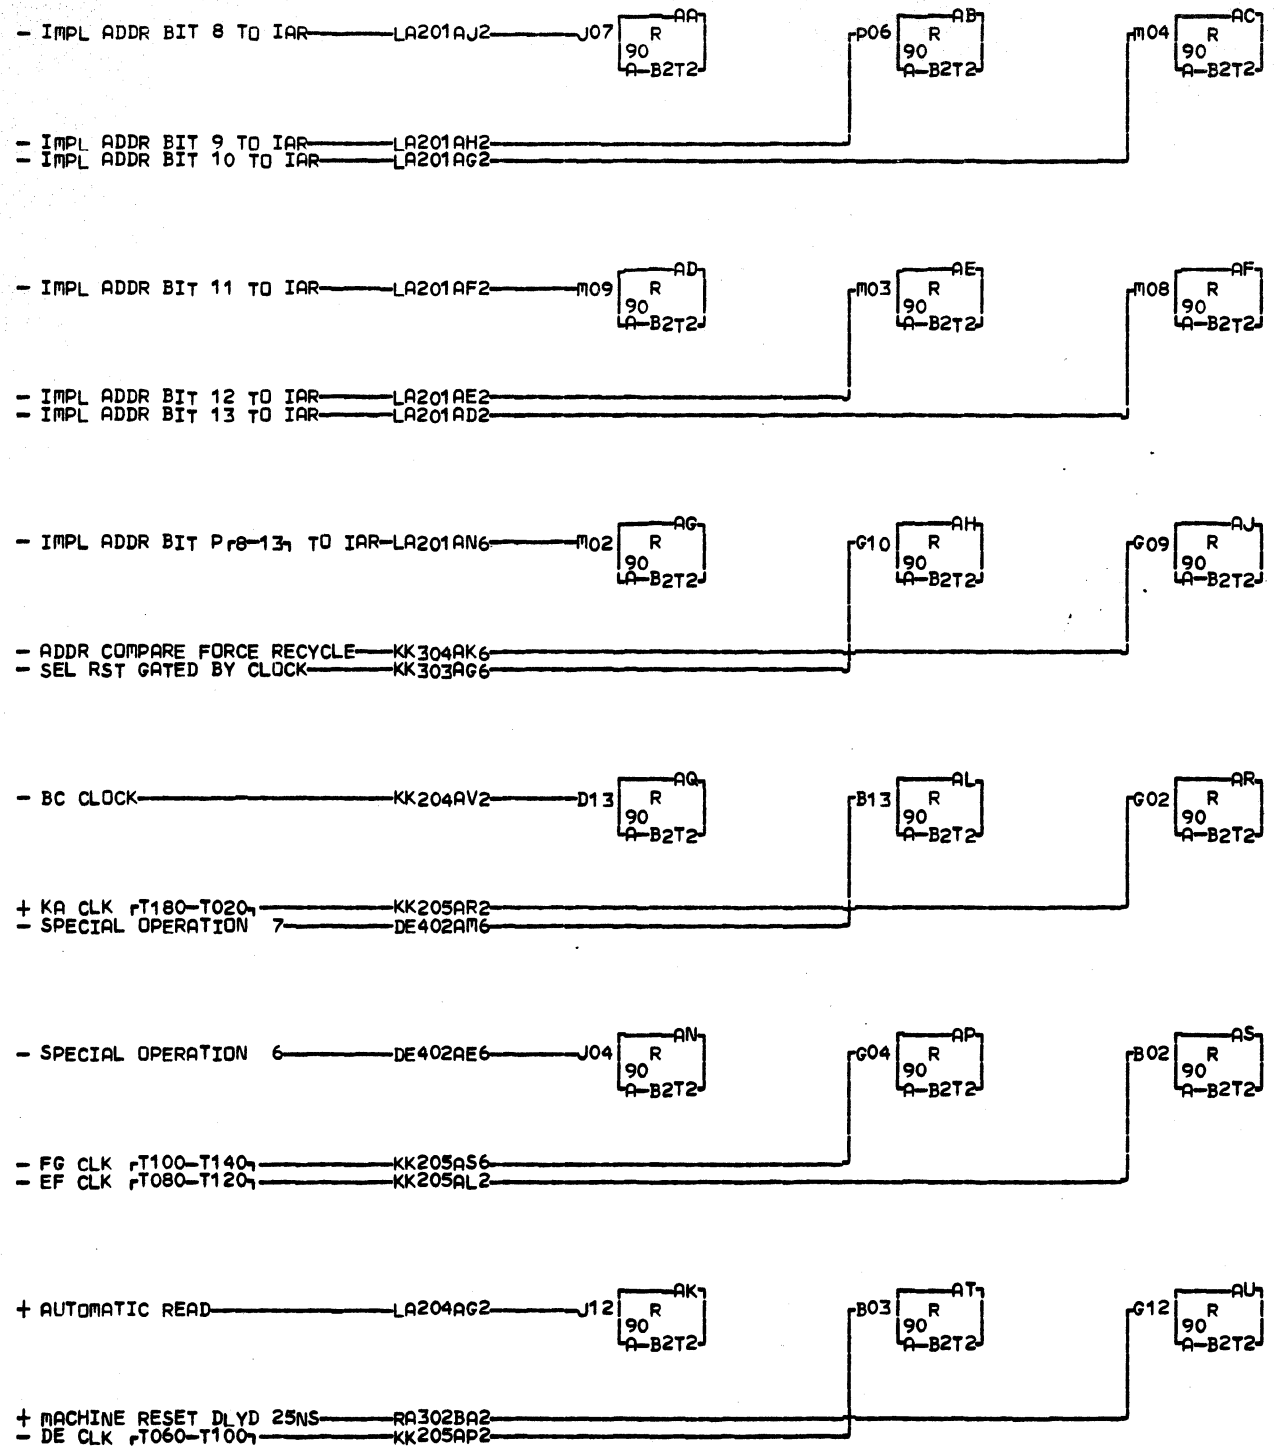 - IMPL ADDR BIT 8 TO IAR LA201AJ2 J07 AA P06 AB M04 AC
R R R
90 90 90
A-B2T2 A-B2T2 A-B2T2
- IMPL ADDR BIT 9 TO IAR LA201AH2
- IMPL ADDR BIT 10 TO IAR LA201AG2
AD AE AF
- IMPL ADDR BIT 11 TO IAR LA201AF2 M09 R M03 R M08 R
90 90 90
A-B2T2 A-B2T2 A-B2T2
- IMPL ADDR BIT 12 TO IAR LA201AE2
- IMPL ADDR BIT 13 TO IAR LA201AD2
AG AH AJ
- IMPL ADDR BIT P┌8-13┐ TO IAR LA201AN6 M02 R G10 R G09 R
90 90 90
A-B2T2 A-B2T2 A-B2T2
- ADDR COMPARE FORCE RECYCLE KK304AK6
- SEL RST GATED BY CLOCK KK303AG6
AQ AL AR
- BC CLOCK KK204AV2 D13 R B13 R G02 R
90 90 90
A-B2T2 A-B2T2 A-B2T2
+ KA CLK ┌T180-T020┐ KK205AR2
- SPECIAL OPERATION 7 DE402AM6
AN AP AS
- SPECIAL OPERATION 6 DE402AE6 J04 R G04 R B02 R
90 90 90
A-B2T2 A-B2T2 A-B2T2
- FG CLK ┌T100-T140┐ KK205AS6
- EF CLK ┌T080-T120┐ KK205AL2
AK AT AU
+ AUTOMATIC READ LA204AG2 J12 R B03 R G12 R
90 90 90
A-B2T2 A-B2T2 A-B2T2
+ MACHINE RESET DLYD 25NS RA302BA2
- DE CLK ┌T060-T100┐ KK205AP2